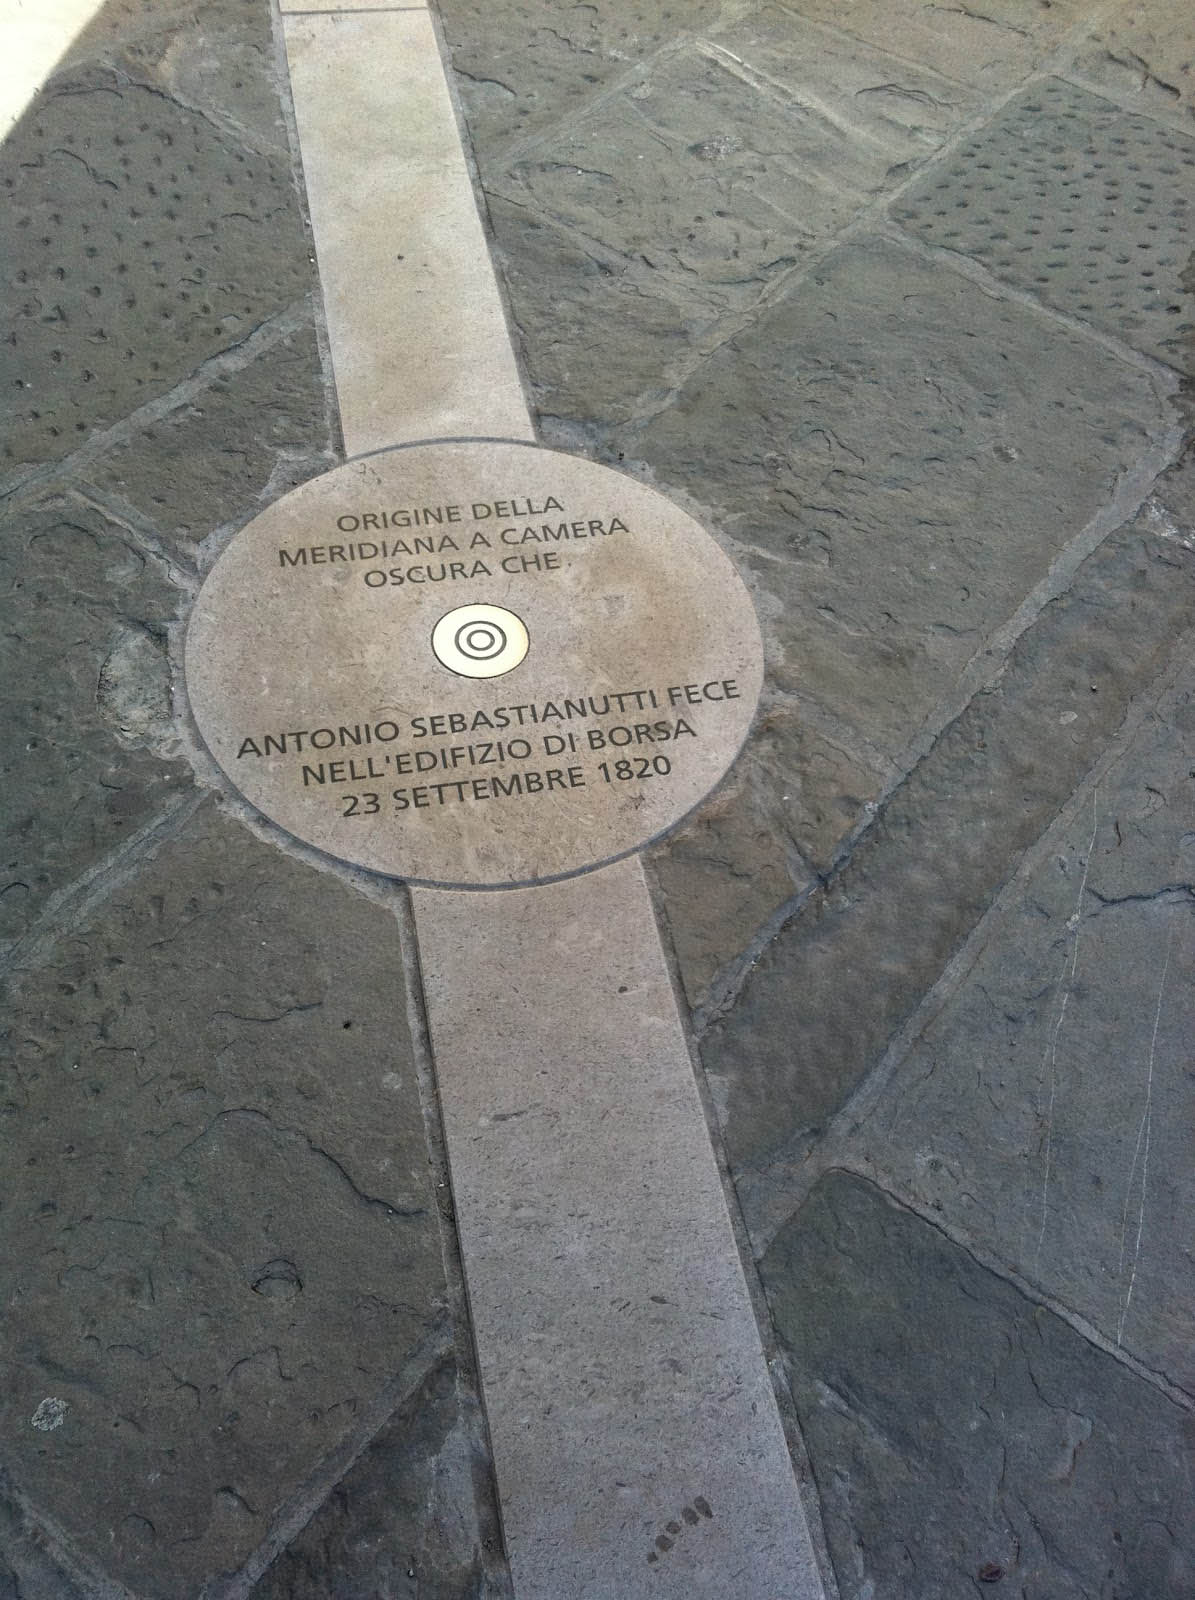 ORIGINE DELLA
MERIDIANA A CAMERA
OSCURA CHE
ANTONIO SEBASTIANUTTI FECE
NELL'EDIFIZIO DI BORSA
23 SETTEMBRE 1820